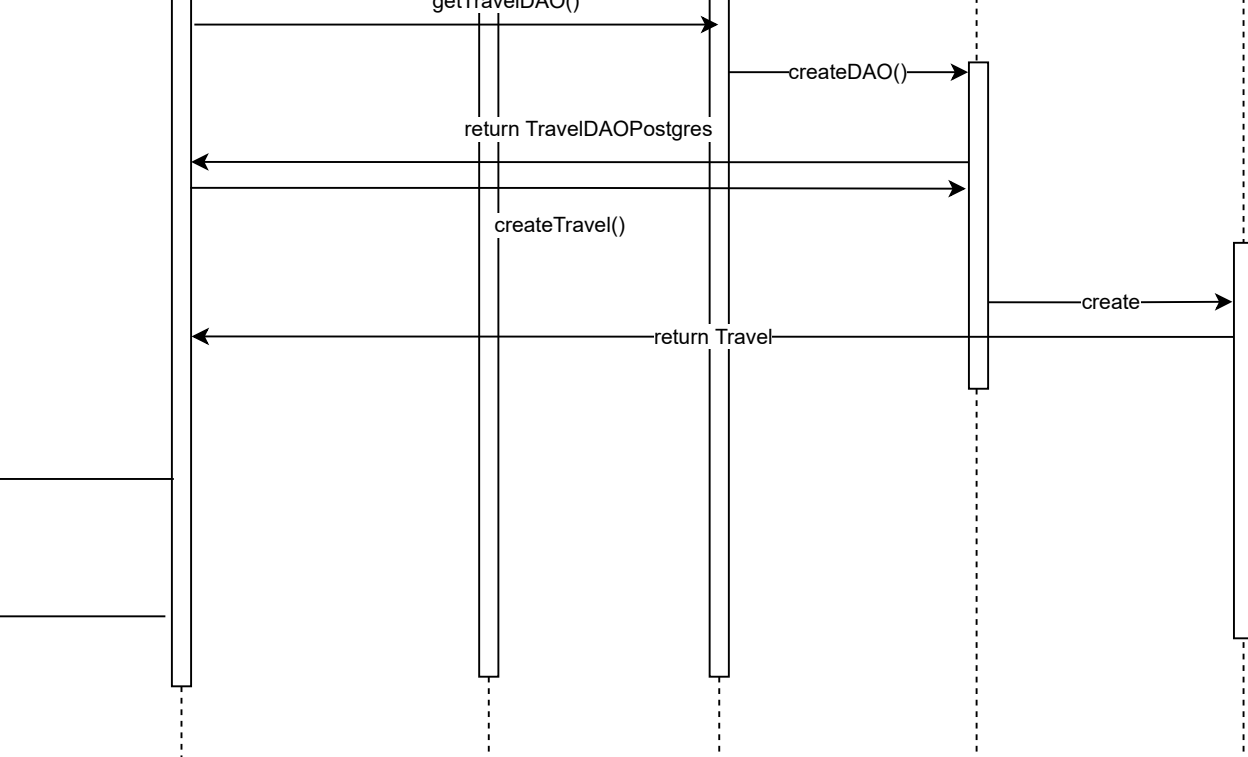 getTravelDAO()
createDAO()
return TravelDAOPostgres
createTravel()
create
return Travel